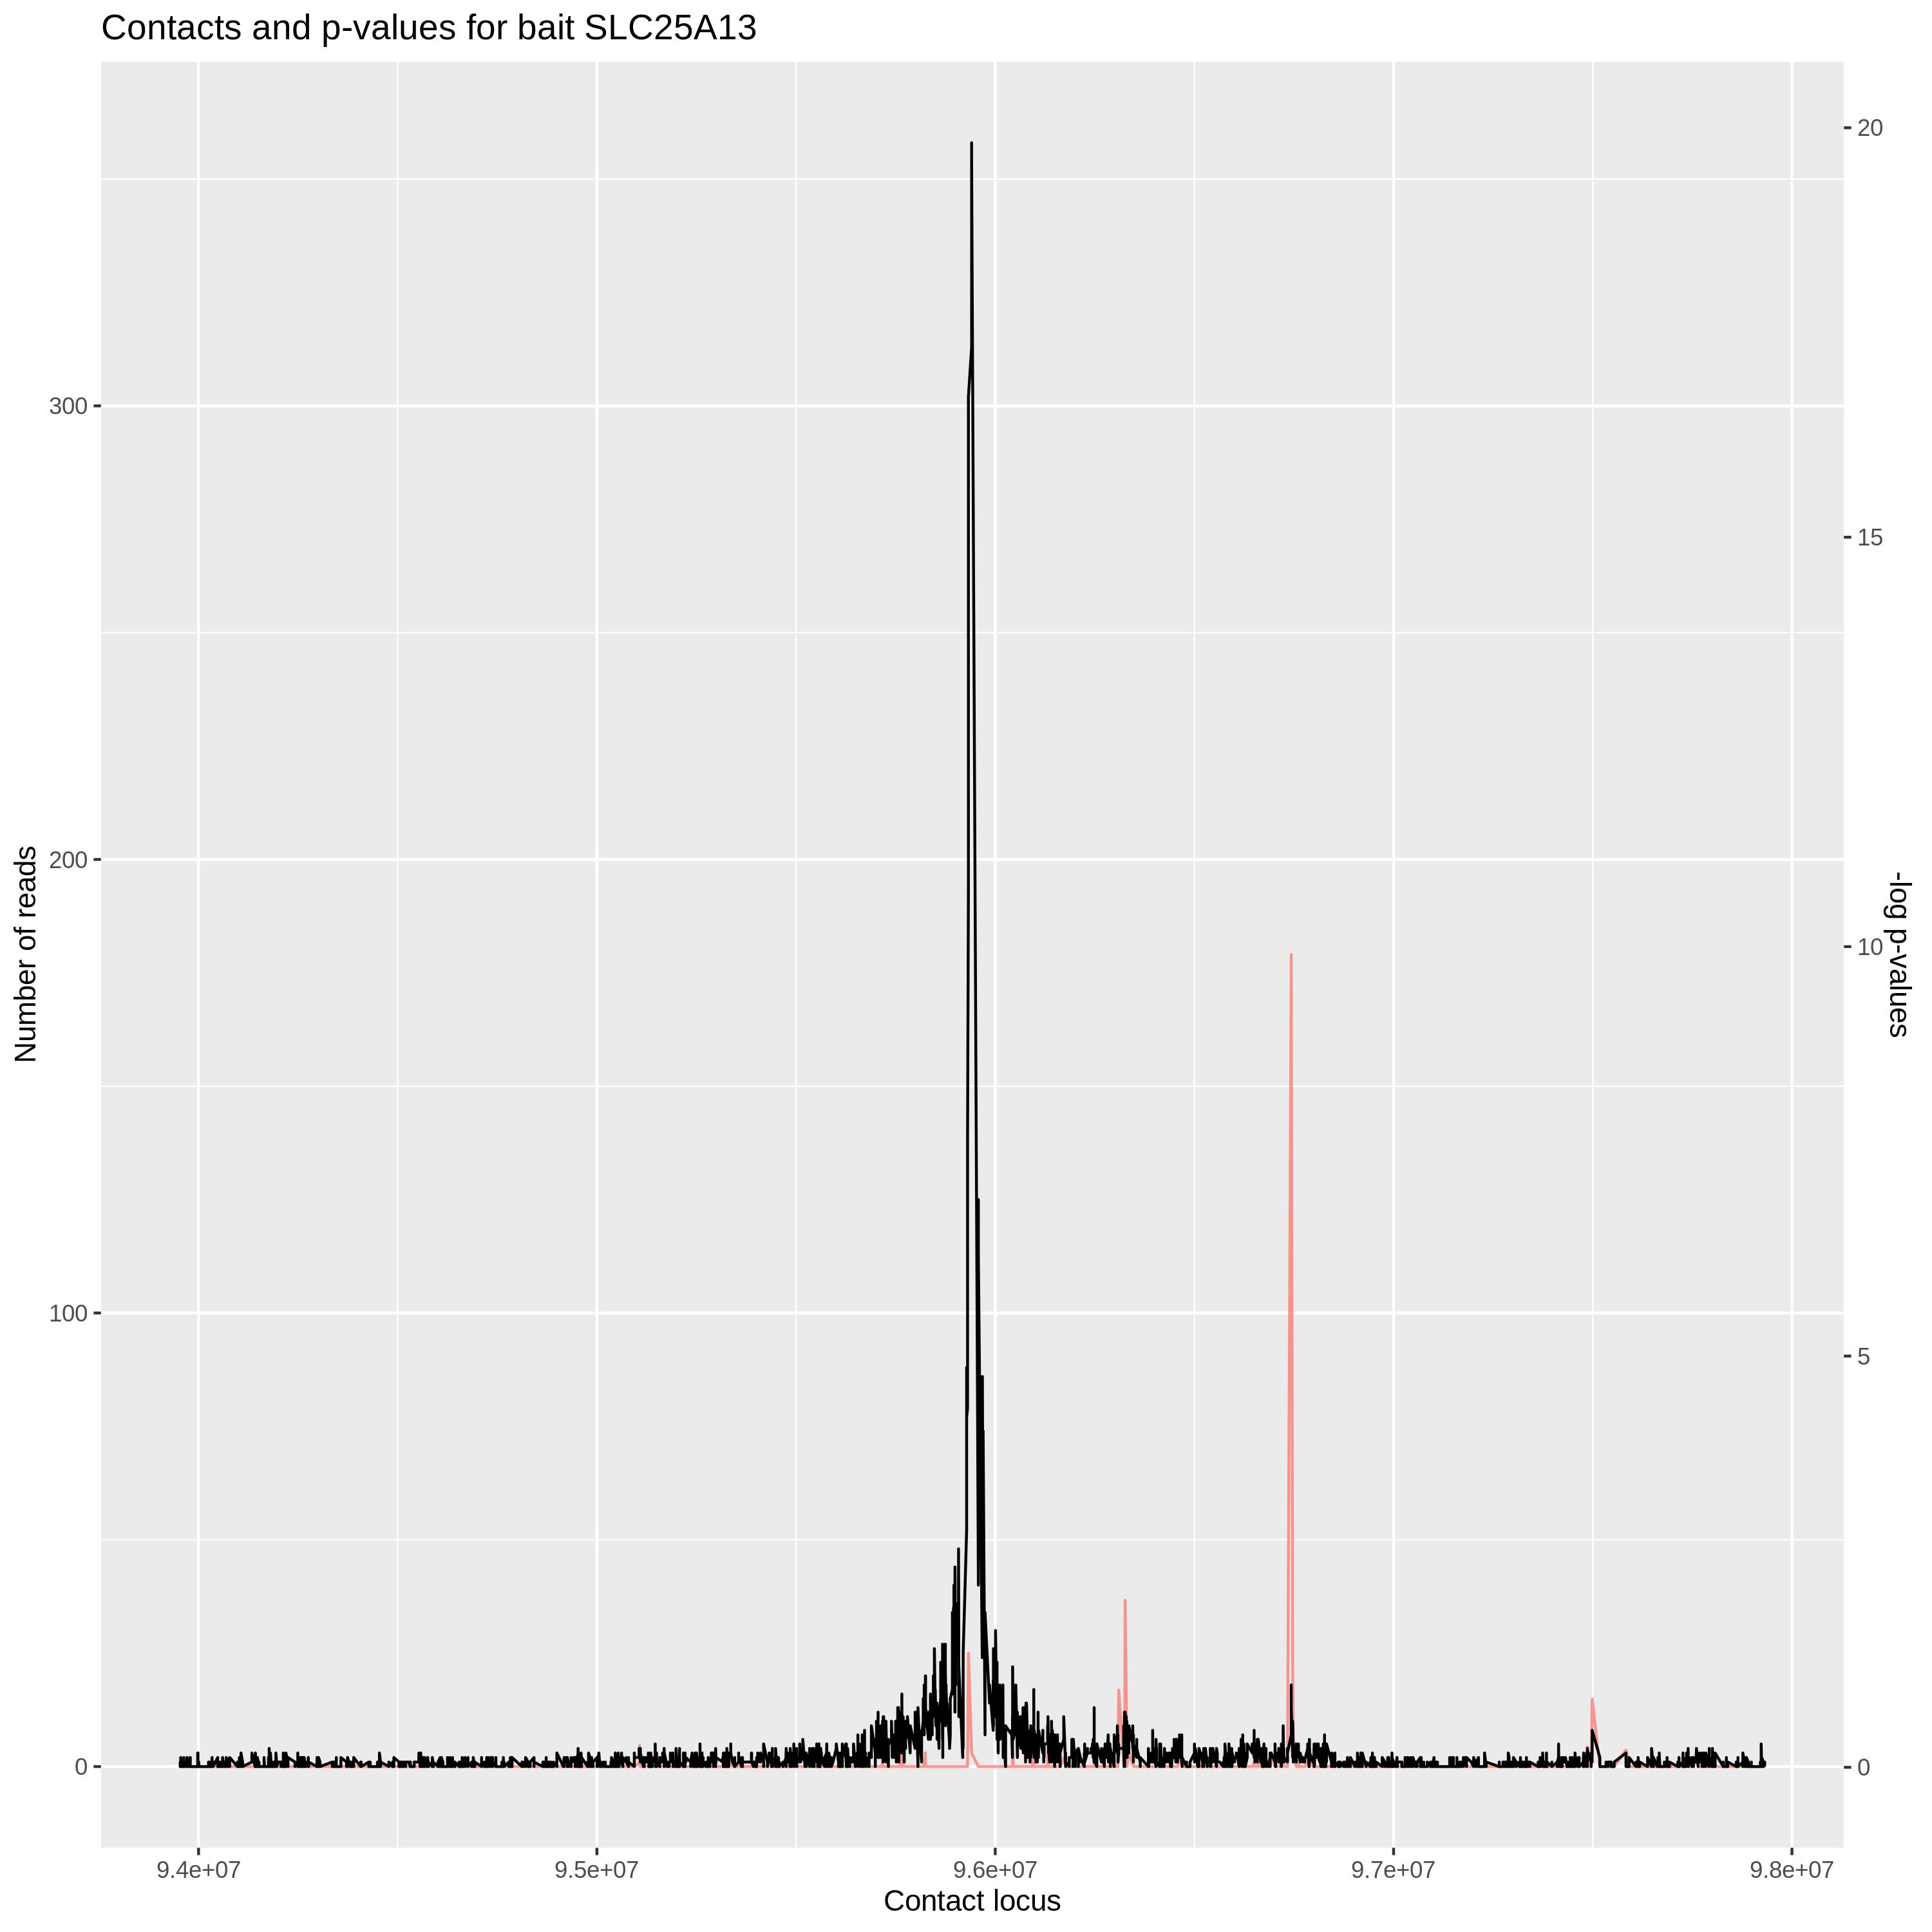 Contacts and p-values for bait SLC25A13
Number of reads
300
200
100
0
20
15
10
5
0
-log p-values
9.4e+07
9.5e+07
9.6e+07
9.7e+07
9.8e+07
Contact locus